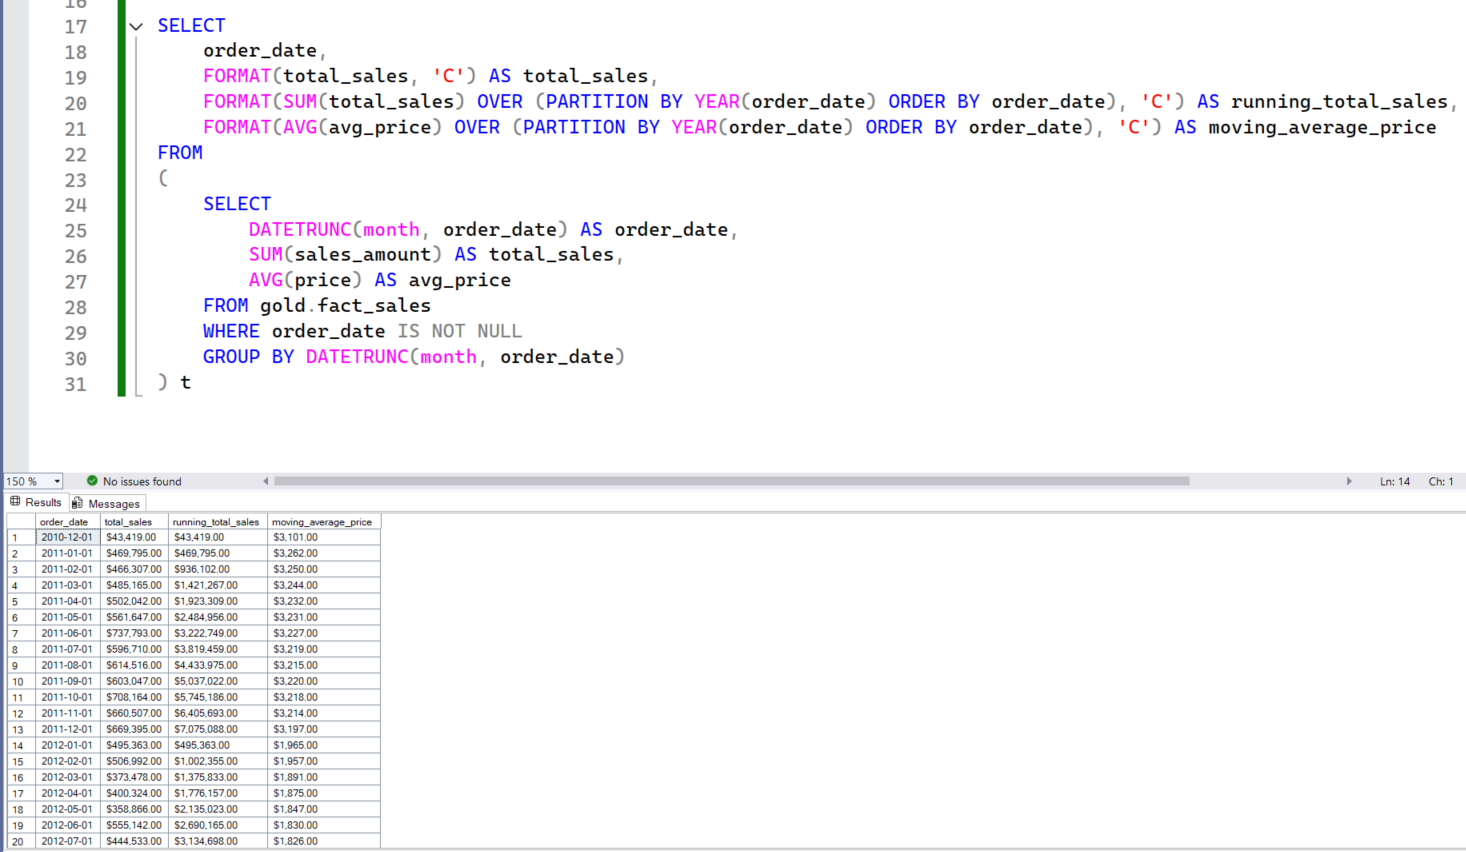 16
17 SELECT
18 order_date,
19 FORMAT(total_sales, 'C') AS total_sales,
20 FORMAT(SUM(total_sales) OVER (PARTITION BY YEAR(order_date) ORDER BY order_date), 'C') AS running_total_sales,
21 FORMAT(AVG(avg_price) OVER (PARTITION BY YEAR(order_date) ORDER BY order_date), 'C') AS moving_average_price
22 FROM
23 (
24 SELECT
25 DATETRUNC(month, order_date) AS order_date,
26 SUM(sales_amount) AS total_sales,
27 AVG(price) AS avg_price
28 FROM gold.fact_sales
29 WHERE order_date IS NOT NULL
30 GROUP BY DATETRUNC(month, order_date)
31 ) t
150 % No issues found Ln: 14 Ch: 1
Results Messages
order_date total_sales running_total_sales moving_average_price
1 2010-12-01 $43,419.00 $43,419.00 $3,101.00
2 2011-01-01 $469,795.00 $469,795.00 $3,262.00
3 2011-02-01 $466,307.00 $936,102.00 $3,250.00
4 2011-03-01 $485,165.00 $1,421,267.00 $3,244.00
5 2011-04-01 $502,042.00 $1,923,309.00 $3,232.00
6 2011-05-01 $561,647.00 $2,484,956.00 $3,231.00
7 2011-06-01 $737,793.00 $3,222,749.00 $3,227.00
8 2011-07-01 $596,710.00 $3,819,459.00 $3,219.00
9 2011-08-01 $614,516.00 $4,433,975.00 $3,215.00
10 2011-09-01 $603,047.00 $5,037,022.00 $3,220.00
11 2011-10-01 $708,164.00 $5,745,186.00 $3,218.00
12 2011-11-01 $660,507.00 $6,405,693.00 $3,214.00
13 2011-12-01 $669,395.00 $7,075,088.00 $3,197.00
14 2012-01-01 $495,363.00 $495,363.00 $1,965.00
15 2012-02-01 $506,992.00 $1,002,355.00 $1,957.00
16 2012-03-01 $373,478.00 $1,375,833.00 $1,891.00
17 2012-04-01 $400,324.00 $1,776,157.00 $1,875.00
18 2012-05-01 $358,866.00 $2,135,023.00 $1,847.00
19 2012-06-01 $555,142.00 $2,690,165.00 $1,830.00
20 2012-07-01 $444,533.00 $3,134,698.00 $1,826.00